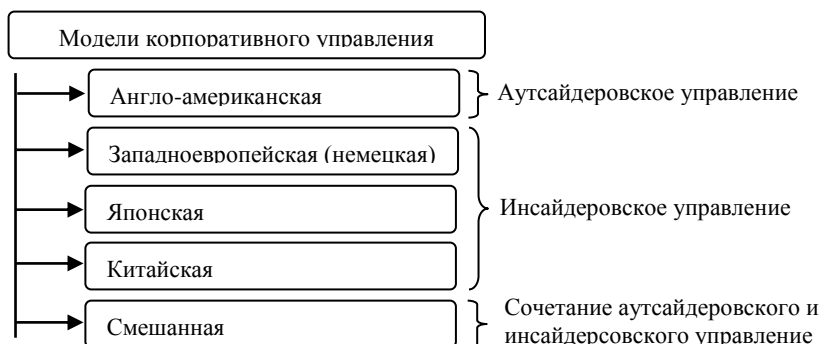 Модели корпоративного управления
Англо-американская
Аутсайдеровское управление
Западноевропейская (немецкая)
Японская
Инсайдеровское управление
Китайская
Смешанная
Сочетание аутсайдеровского и
инсайдерсовского управление